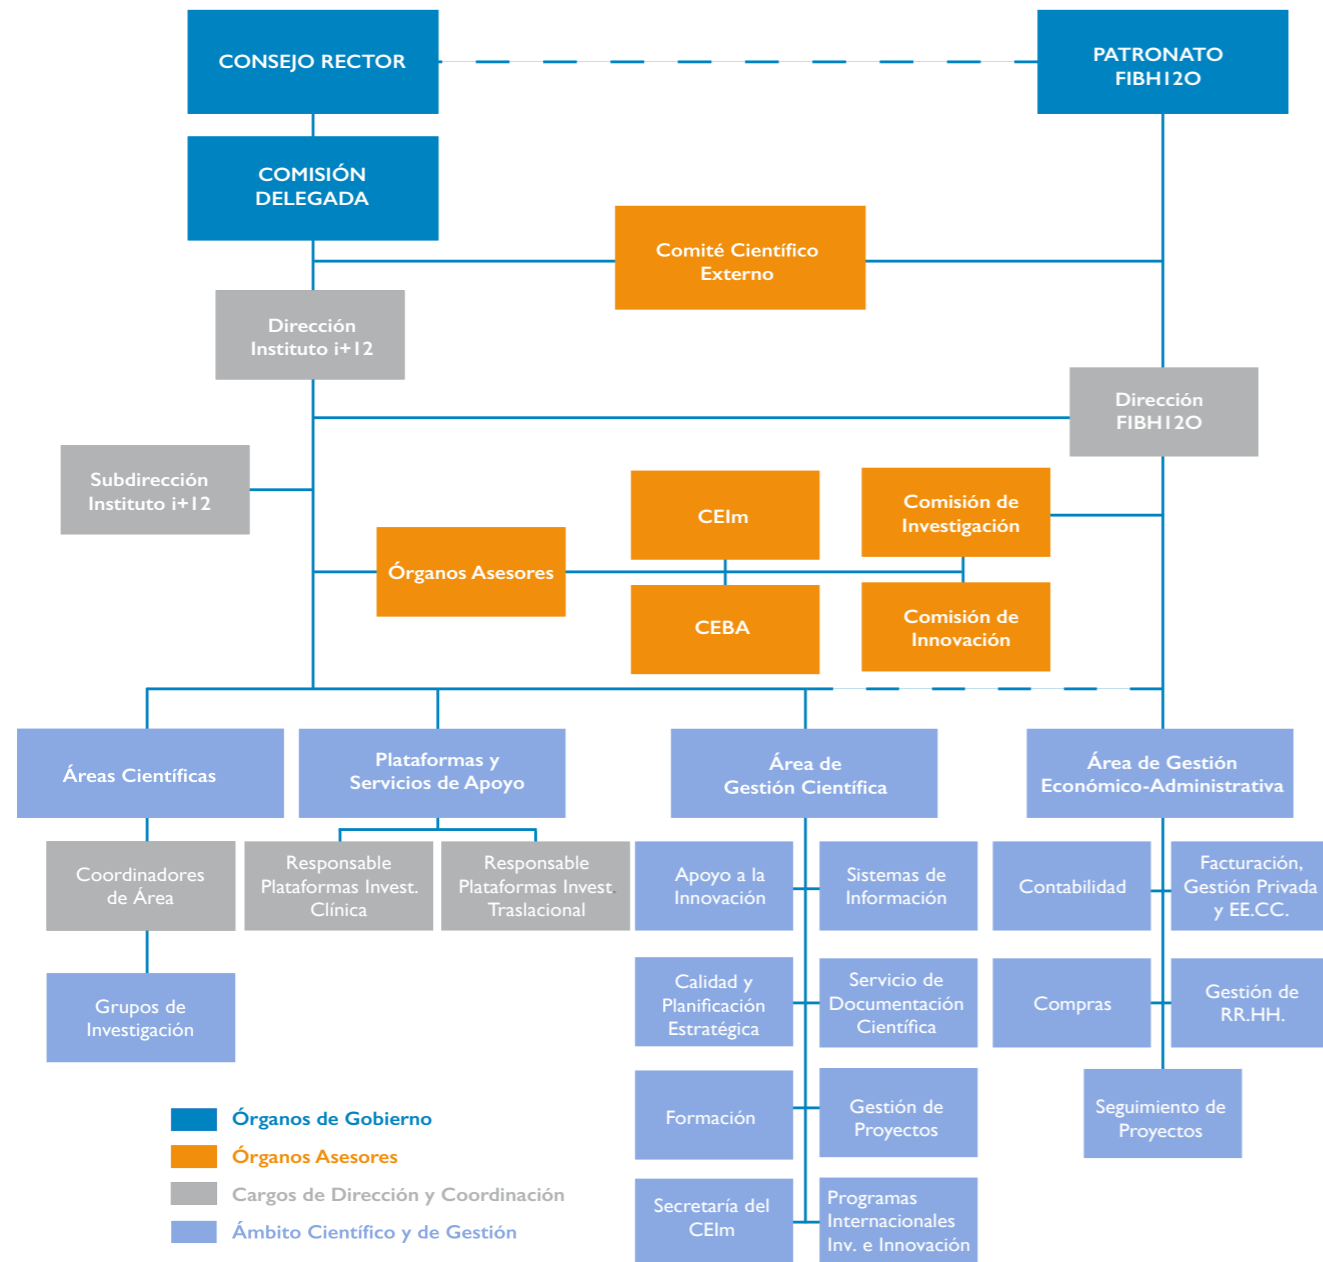 CONSEJO RECTOR
PATRONATO
FIBH12O
COMISIÓN
DELEGADA
Comité Científico
Externo
Dirección
Instituto i+12
Dirección
FIBH12O
Subdirección
Instituto i+12
CEIm
Comisión de
Investigación
Órganos Asesores
CEBA
Comisión de
Innovación
Áreas Científicas
Plataformas y
Servicios de Apoyo
Área de
Gestión Científica
Área de Gestión
Económico-Administrativa
Coordinadores
de Área
Responsable
Plataformas Invest.
Clínica
Responsable
Plataformas Invest.
Traslacional
Apoyo a la
Innovación
Sistemas de
Información
Contabilidad
Facturación,
Gestión Privada
y EE.CC.
Grupos de
Investigación
Calidad y
Planificación
Estratégica
Servicio de
Documentación
Científica
Compras
Gestión de
RR.HH.
Formación
Gestión de
Proyectos
Seguimiento de
Proyectos
Secretaría del
CEIm
Programas
Internacionales
Inv. e Innovación
Órganos de Gobierno
Órganos Asesores
Cargos de Dirección y Coordinación
Ámbito Científico y de Gestión